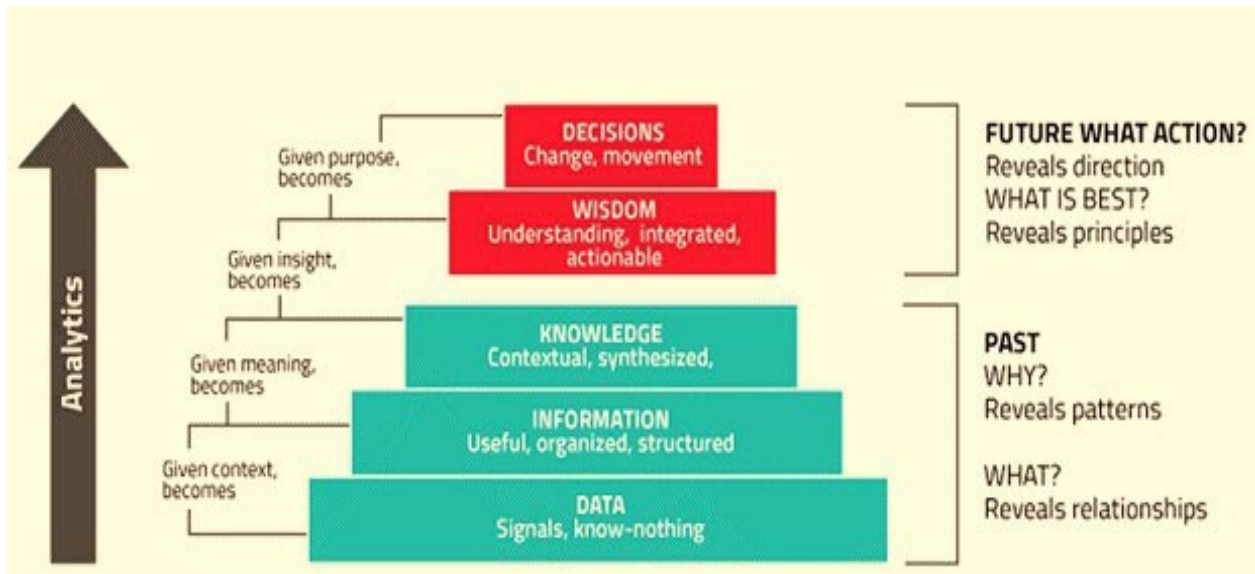 Analytics
Given purpose,
becomes
Given insight,
becomes
Given meaning,
becomes
Given context,
becomes
DECISIONS
Change, movement
WISDOM
Understanding, integrated,
actionable
KNOWLEDGE
Contextual, synthesized,
INFORMATION
Useful, organized, structured
DATA
Signals, know-nothing
FUTURE WHAT ACTION?
Reveals direction
WHAT IS BEST?
Reveals principles
PAST
WHY?
Reveals patterns
WHAT?
Reveals relationships